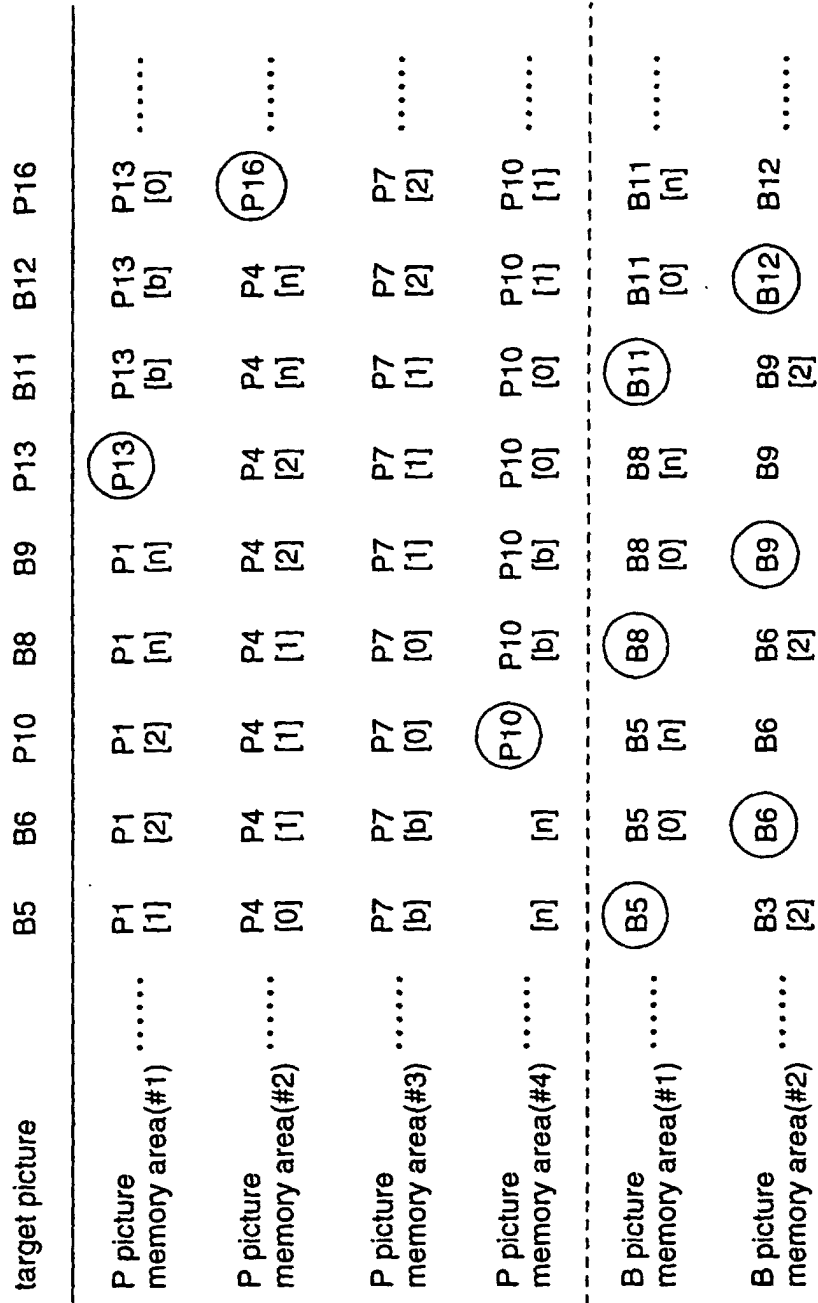 target picture B5 B6 P10 B8 B9 P13 B11 B12 P16
P picture P1 P1 P1 P1 P1 P13 P13 P13 P13
memory area(#1) ...... [1] [2] [2] [n] [n] [b] [b] [0] ......
P picture P4 P4 P4 P4 P4 P4 P4 P4 P16
memory area(#2) ...... [0] [1] [1] [1] [2] [2] [n] [n] ......
P picture P7 P7 P7 P7 P7 P7 P7 P7 P7
memory area(#3) ...... [b] [b] [0] [0] [1] [1] [1] [2] [2] ......
P picture P10 P10 P10 P10 P10 P10 P10
memory area(#4) ...... [n] [n] [b] [b] [0] [0] [1] [1] ......
B picture B5 B5 B5 B8 B8 B8 B11 B11 B11
memory area(#1) ...... [0] [n] [0] [n] [0] [n] ......
B picture B3 B6 B6 B6 B9 B9 B9 B12 B12
memory area(#2) ...... [2] [2] [2] ......